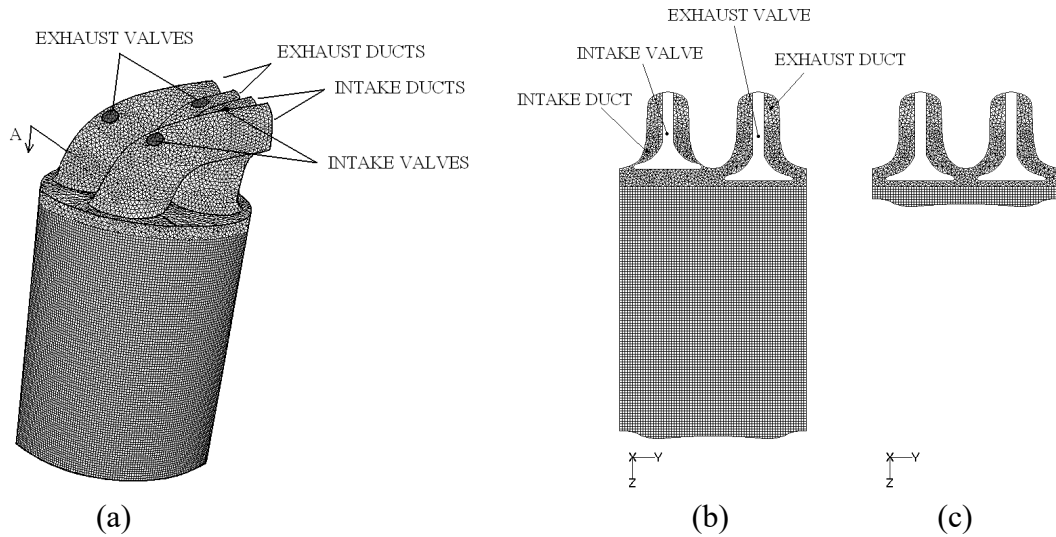 EXHAUST VALVES
EXHAUST DUCTS
INTAKE DUCTS
A
INTAKE VALVES
EXHAUST VALVE
INTAKE VALVE
EXHAUST DUCT
INTAKE DUCT
X Y
Z
X Y
Z
(a)
(b)
(c)